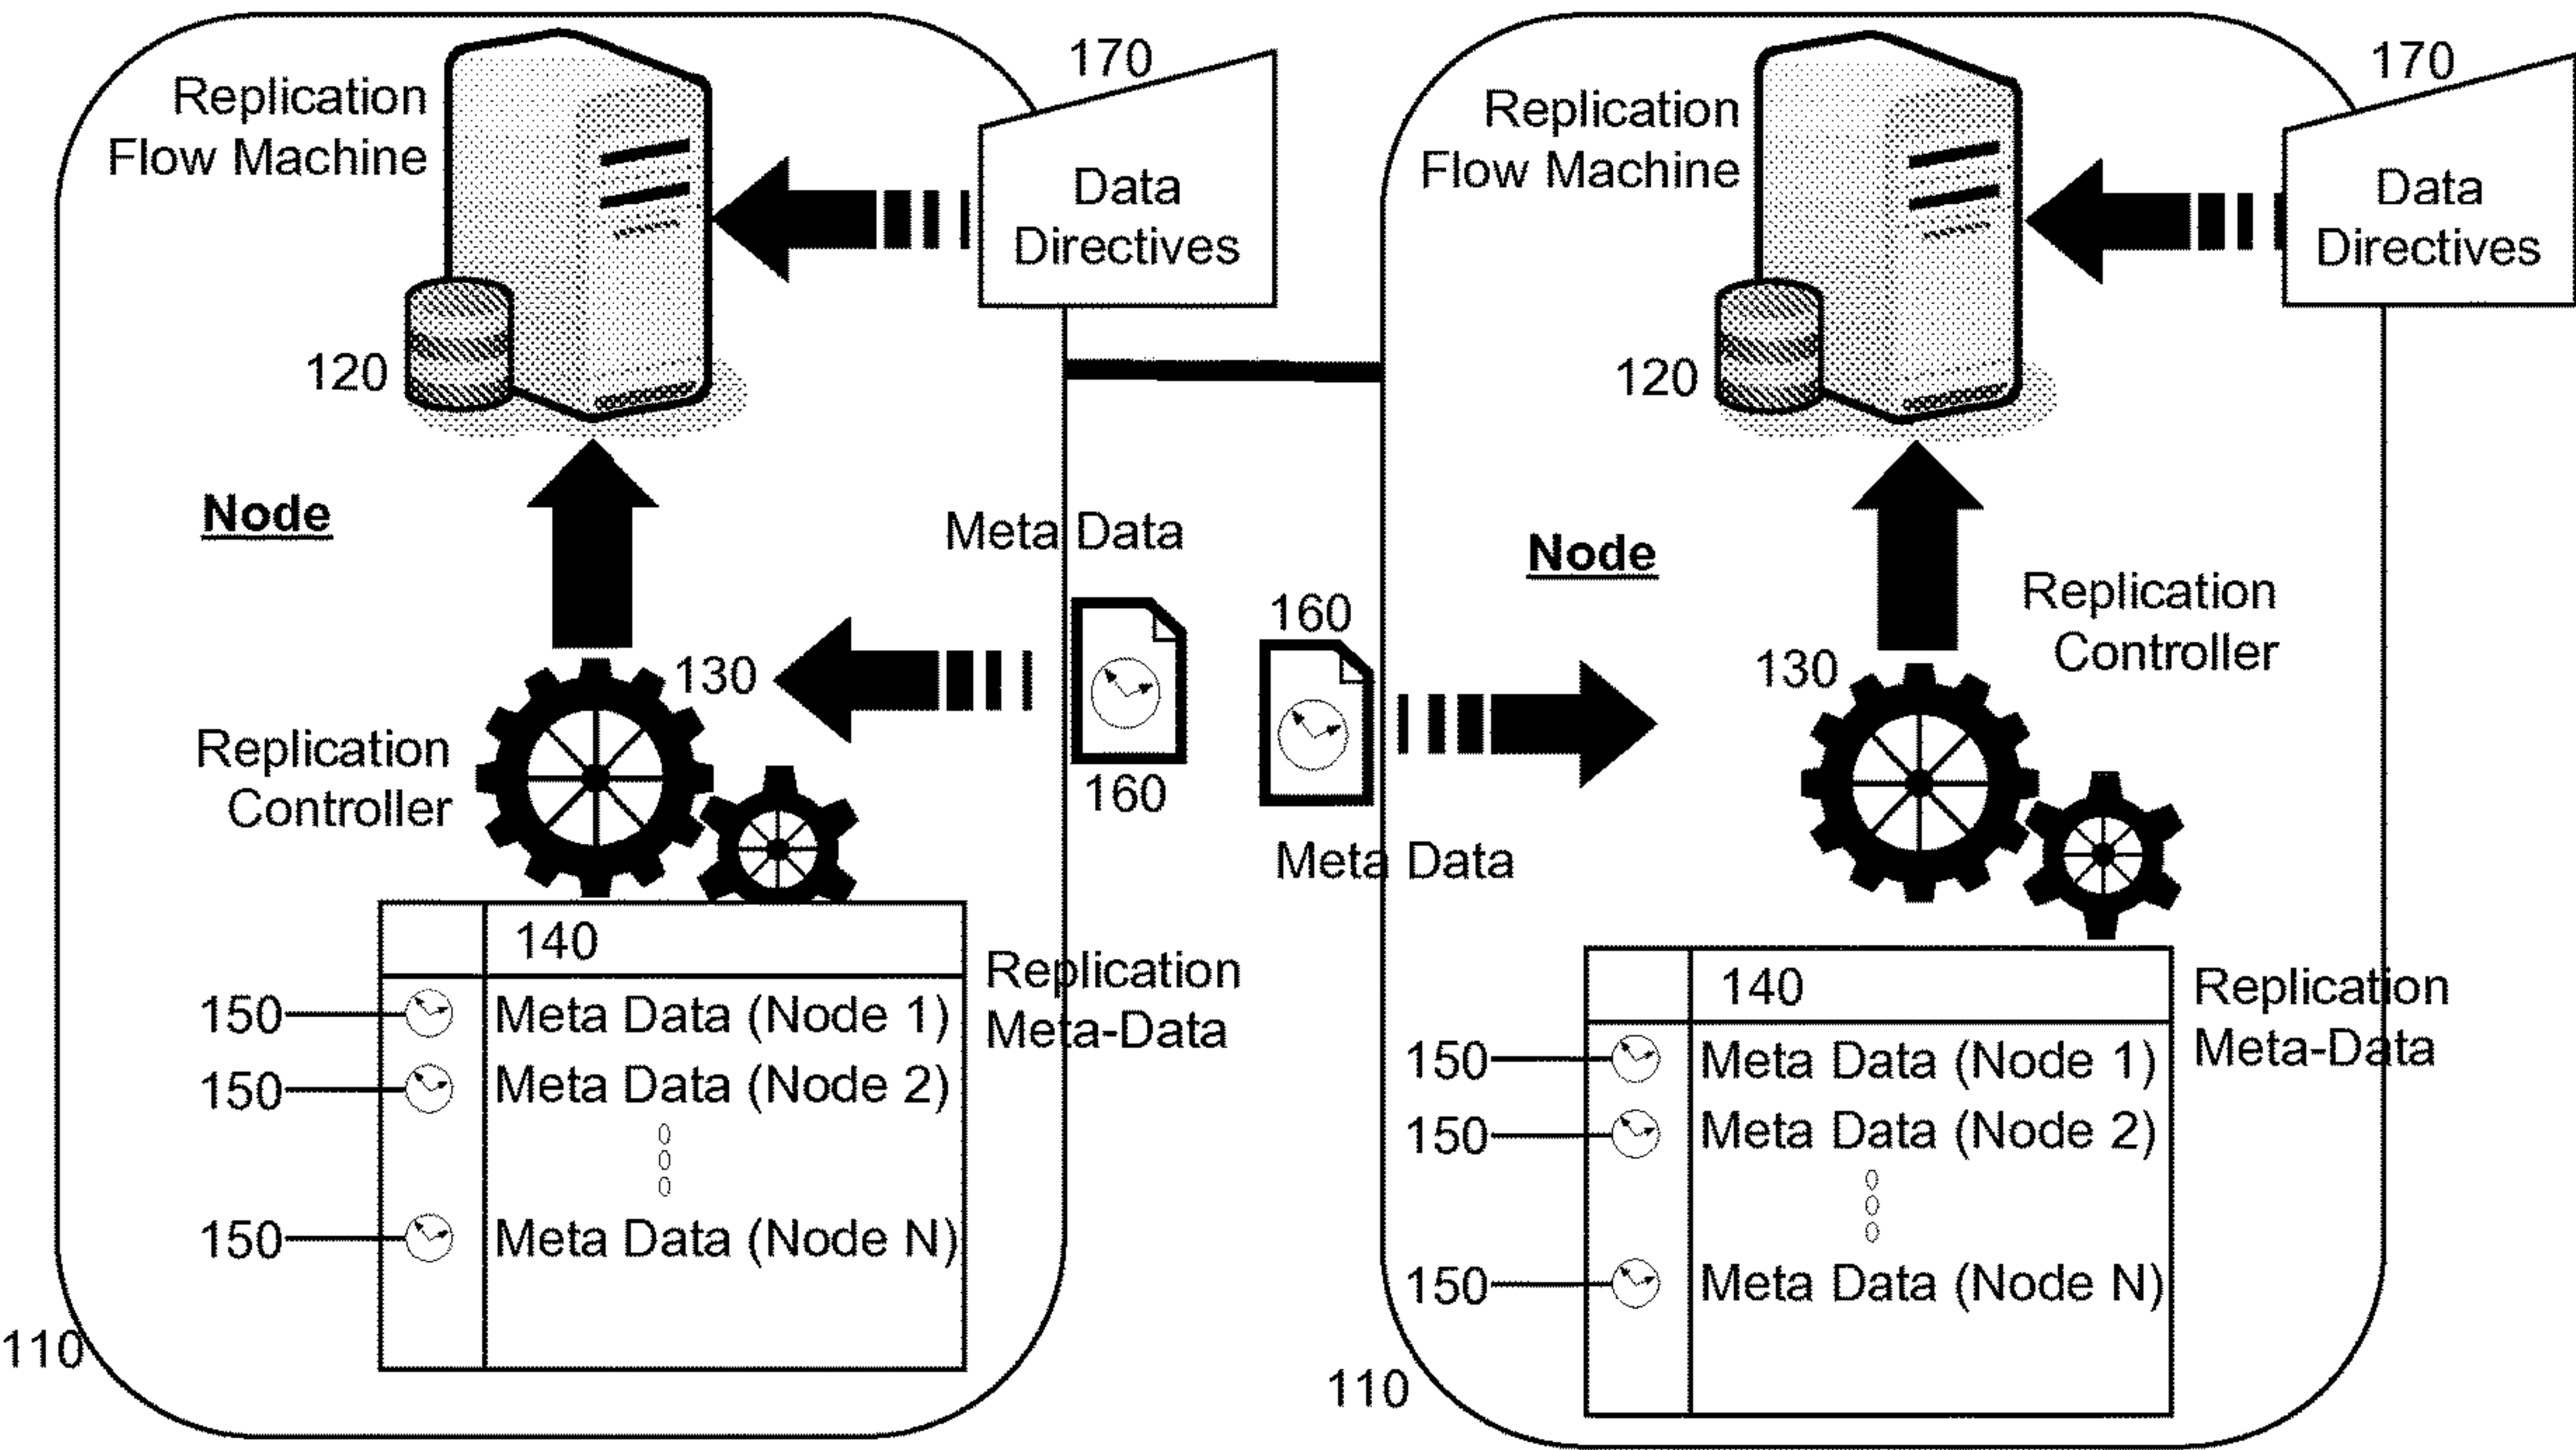 170
Replication
Flow Machine
Data
Directives
120
Node
Meta Data
130
160
Replication
Controller
140
Replication
Meta-Data
150
Meta Data (Node 1)
150
Meta Data (Node 2)
150
Meta Data (Node N)
110
170
Replication
Flow Machine
Data
Directives
120
Node
160
Replication
Controller
130
Meta Data
140
Replication
Meta-Data
150
Meta Data (Node 1)
150
Meta Data (Node 2)
150
Meta Data (Node N)
110